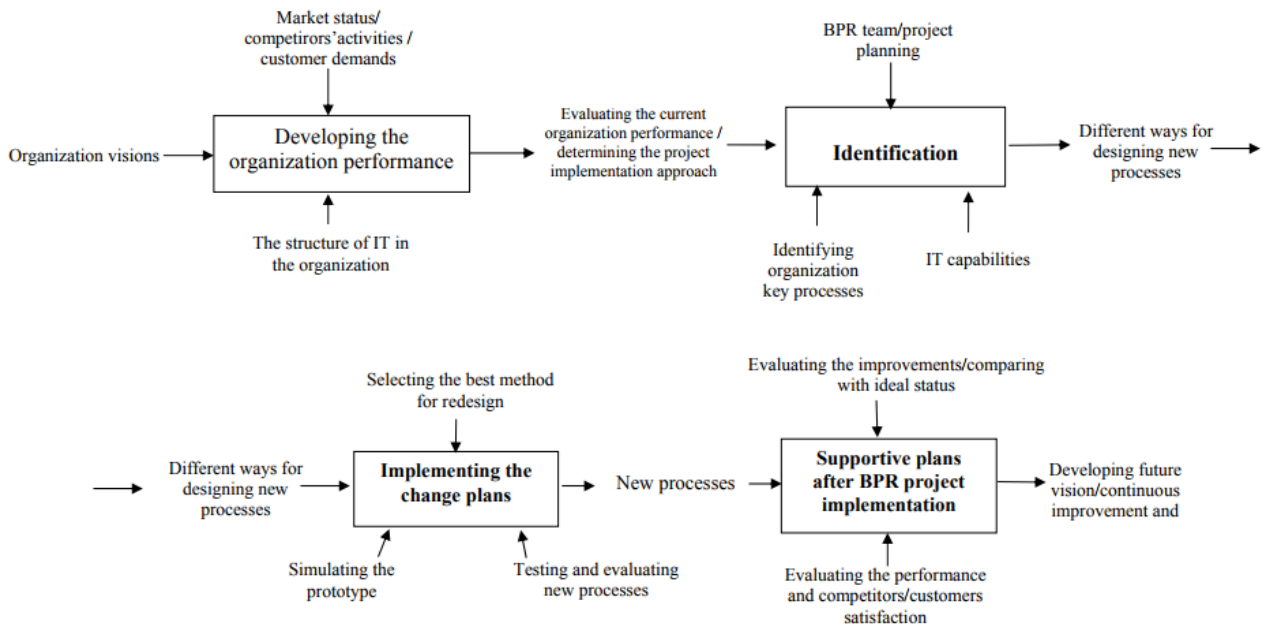 Market status/
competirors'activities /
customer demands
Organization visions
Developing the
organization performance
The structure of IT in
the organization
Evaluating the current
organization performance /
determining the project
implementation approach
BPR team/project
planning
Identification
Identifying
organization
key processes
IT capabilities
Different ways for
designing new
processes
Different ways for
designing new
processes
Selecting the best method
for redesign
Implementing the
change plans
Simulating the
prototype
Testing and evaluating
new processes
New processes
Evaluating the improvements/comparing
with ideal status
Supportive plans
after BPR project
implementation
Evaluating the performance
and competitors/customers
satisfaction
Developing future
vision/continuous
improvement and